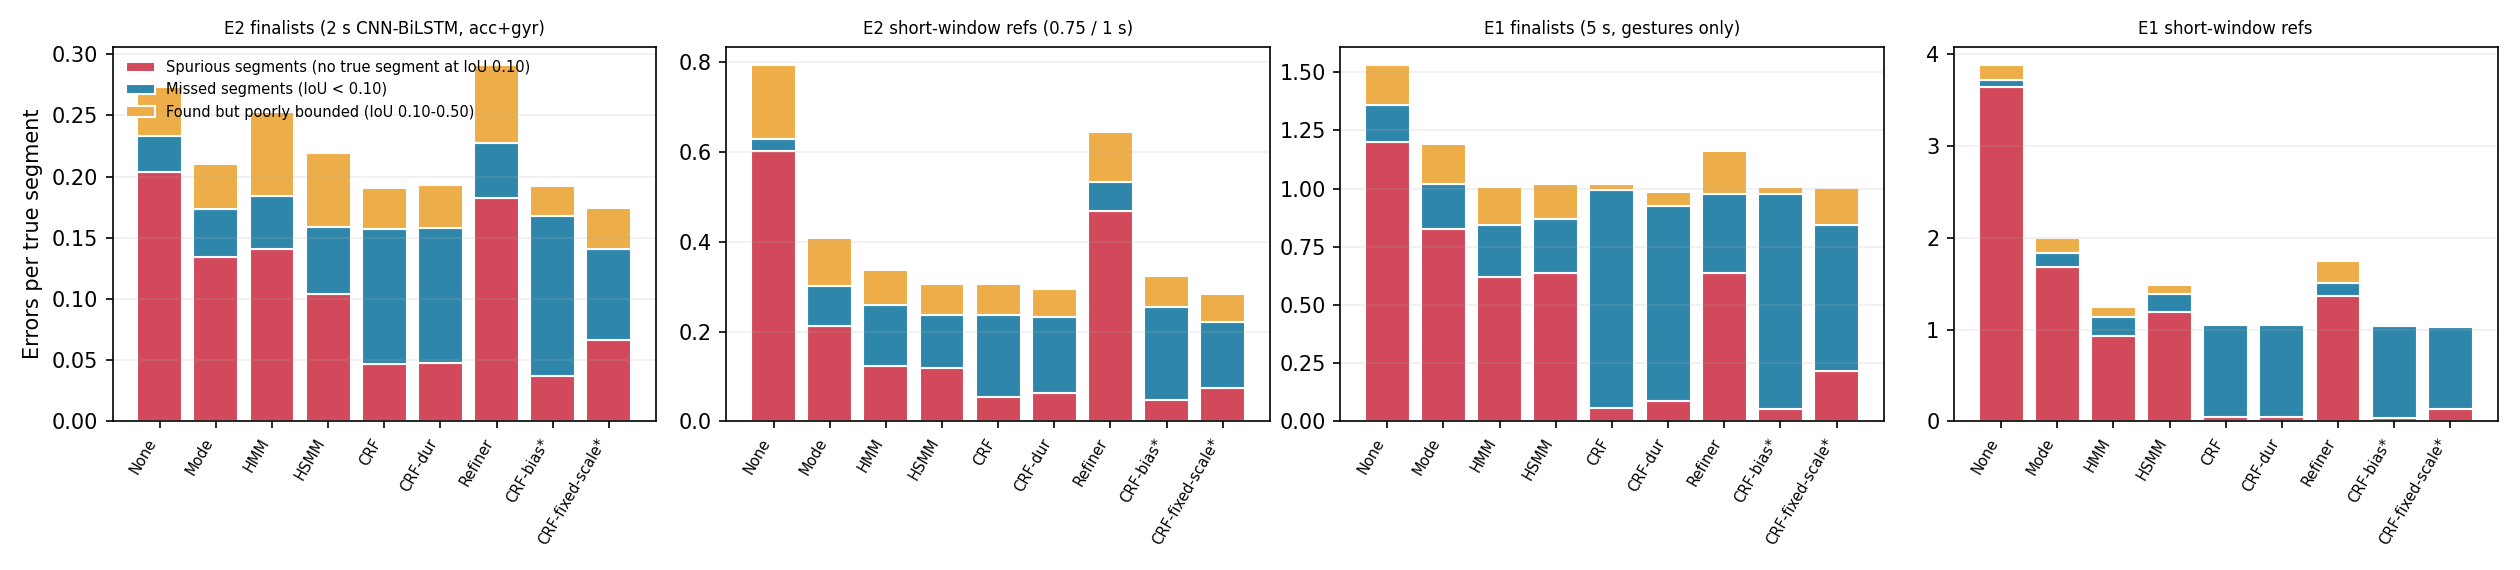 E2 finalists (2 s CNN-BiLSTM, acc+gyr)
Errors per true segment
0.30
0.25
0.20
0.15
0.10
0.05
0.00
Spurious segments (no true segment at IoU 0.10)
Missed segments (IoU < 0.10)
Found but poorly bounded (IoU 0.10-0.50)
None
Mode
HMM
HSMM
CRF
CRF-dur
Refiner
CRF-bias*
CRF-fixed-scale*
E2 short-window refs (0.75 / 1 s)
0.8
0.6
0.4
0.2
0.0
None
Mode
HMM
HSMM
CRF
CRF-dur
Refiner
CRF-bias*
CRF-fixed-scale*
E1 finalists (5 s, gestures only)
1.50
1.25
1.00
0.75
0.50
0.25
0.00
None
Mode
HMM
HSMM
CRF
CRF-dur
Refiner
CRF-bias*
CRF-fixed-scale*
E1 short-window refs
4
3
2
1
0
None
Mode
HMM
HSMM
CRF
CRF-dur
Refiner
CRF-bias*
CRF-fixed-scale*